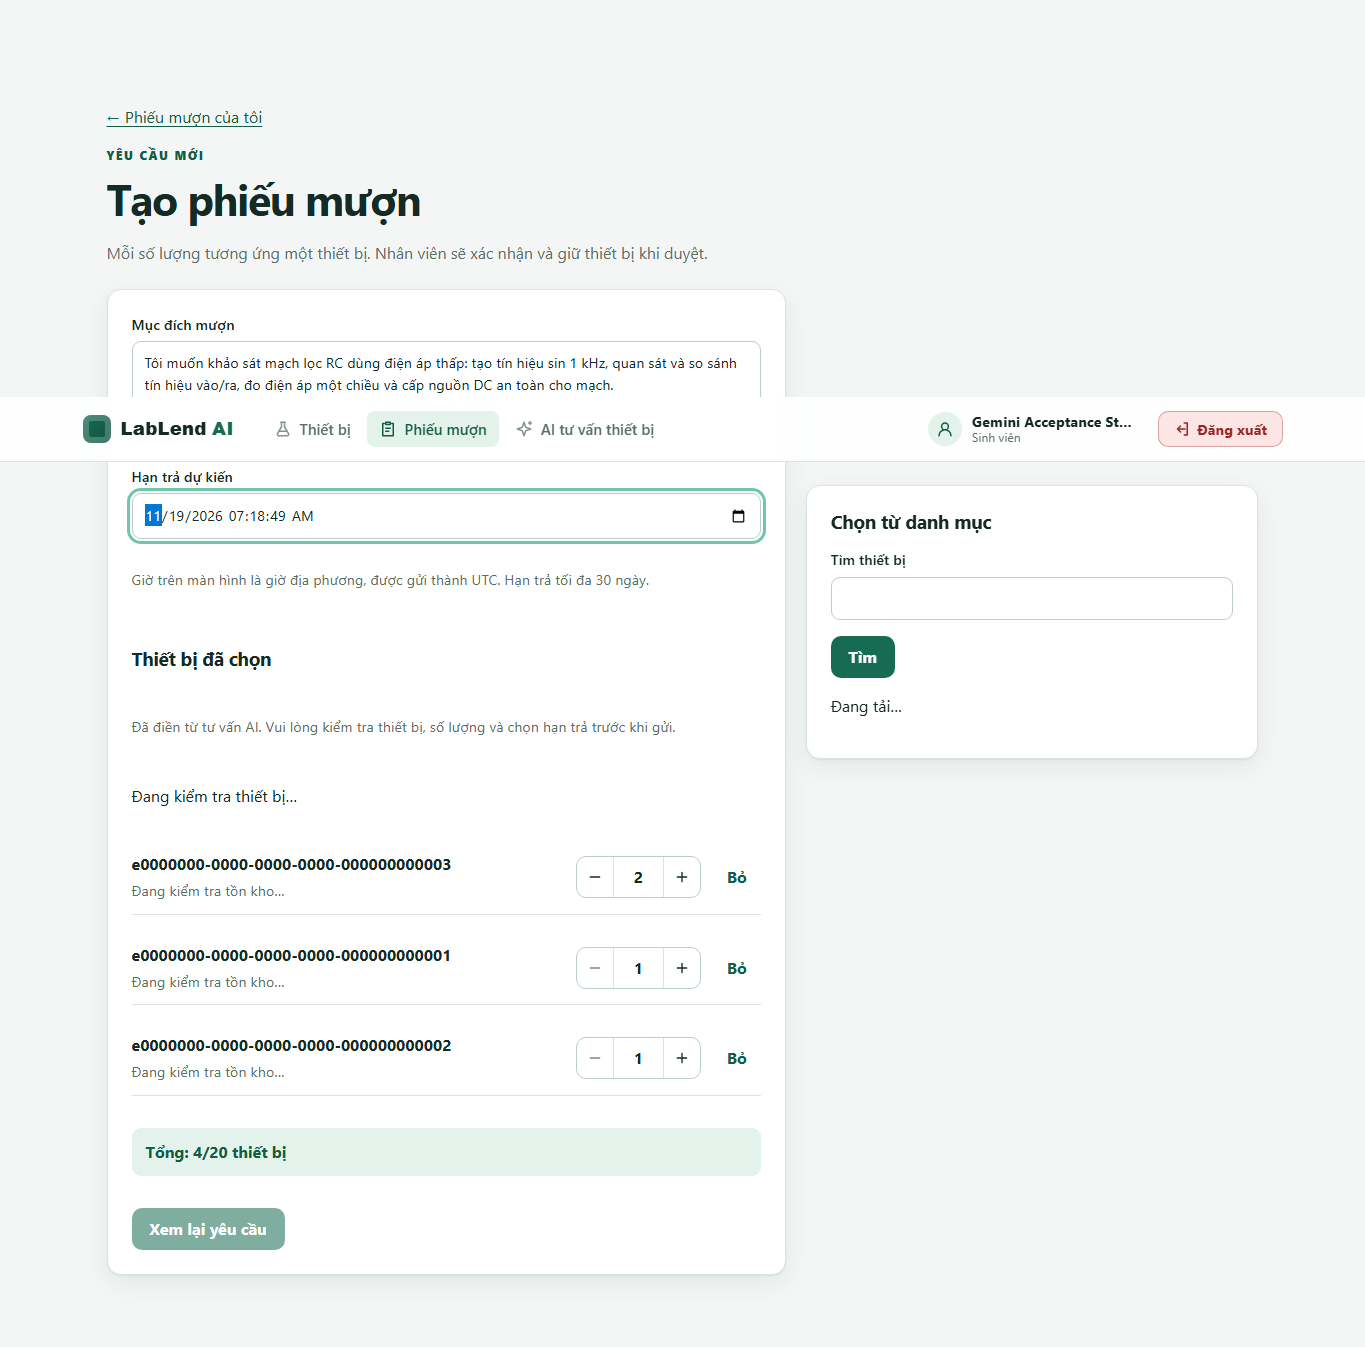 ← Phiếu mượn của tôi
YÊU CẦU MỚI
Tạo phiếu mượn
Mỗi số lượng tương ứng một thiết bị. Nhân viên sẽ xác nhận và giữ thiết bị khi duyệt.
Mục đích mượn
Tôi muốn khảo sát mạch lọc RC dùng điện áp thấp: tạo tín hiệu sin 1 kHz, quan sát và so sánh
tín hiệu vào/ra, đo điện áp một chiều và cấp nguồn DC an toàn cho mạch.
LabLend AI
Thiết bị
Phiếu mượn
AI tư vấn thiết bị
Gemini Acceptance St...
Sinh viên
Đăng xuất
Hạn trả dự kiến
11/19/2026 07:18:49 AM
Giờ trên màn hình là giờ địa phương, được gửi thành UTC. Hạn trả tối đa 30 ngày.
Thiết bị đã chọn
Đã điền từ tư vấn AI. Vui lòng kiểm tra thiết bị, số lượng và chọn hạn trả trước khi gửi.
Đang kiểm tra thiết bị...
e0000000-0000-0000-0000-000000000003
Đang kiểm tra tồn kho...
− 2 + Bỏ
e0000000-0000-0000-0000-000000000001
Đang kiểm tra tồn kho...
− 1 + Bỏ
e0000000-0000-0000-0000-000000000002
Đang kiểm tra tồn kho...
− 1 + Bỏ
Tổng: 4/20 thiết bị
Xem lại yêu cầu
Chọn từ danh mục
Tìm thiết bị
Tìm
Đang tải...